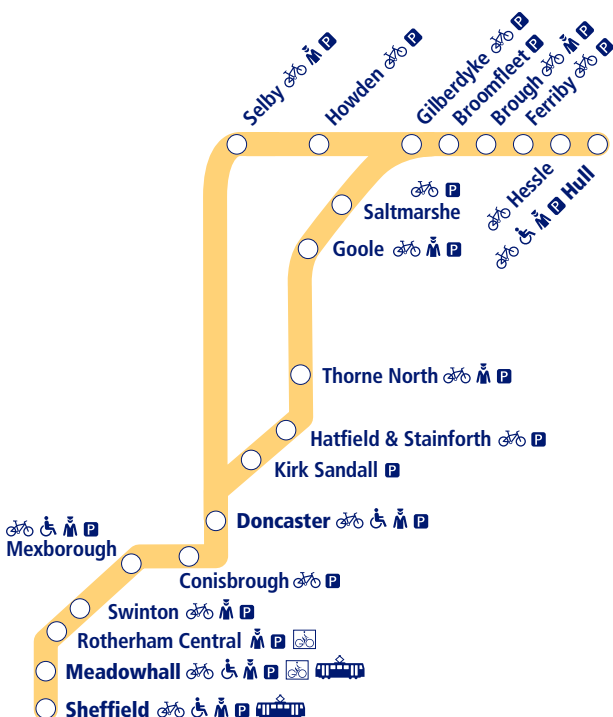 Selby
Howden
Gilberdyke
Broomfleet
Brough
Ferriby
Hessle
Hull
Saltmarshe
Goole
Thorne North
Hatfield & Stainforth
Kirk Sandall
Doncaster
Mexborough
Conisbrough
Swinton
Rotherham Central
Meadowhall
Sheffield